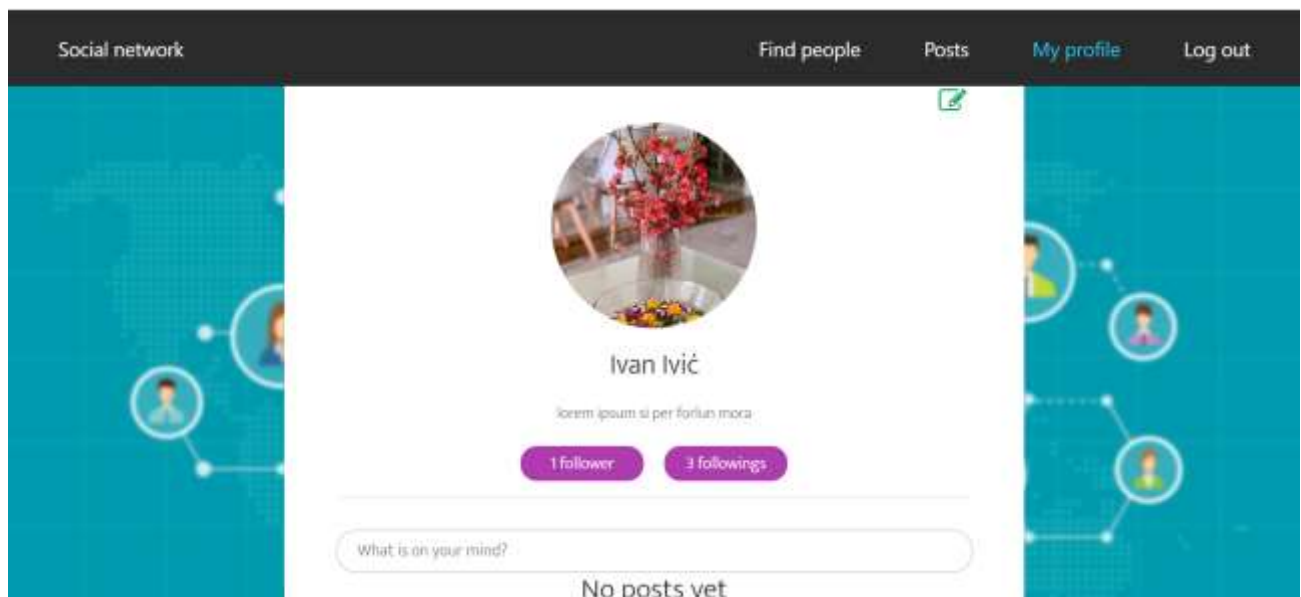 Social network Find people Posts My profile Log out
Ivan Ivić
lorem ipsum si per forlun mora
1 follower 3 followings
What is on your mind?
No posts yet